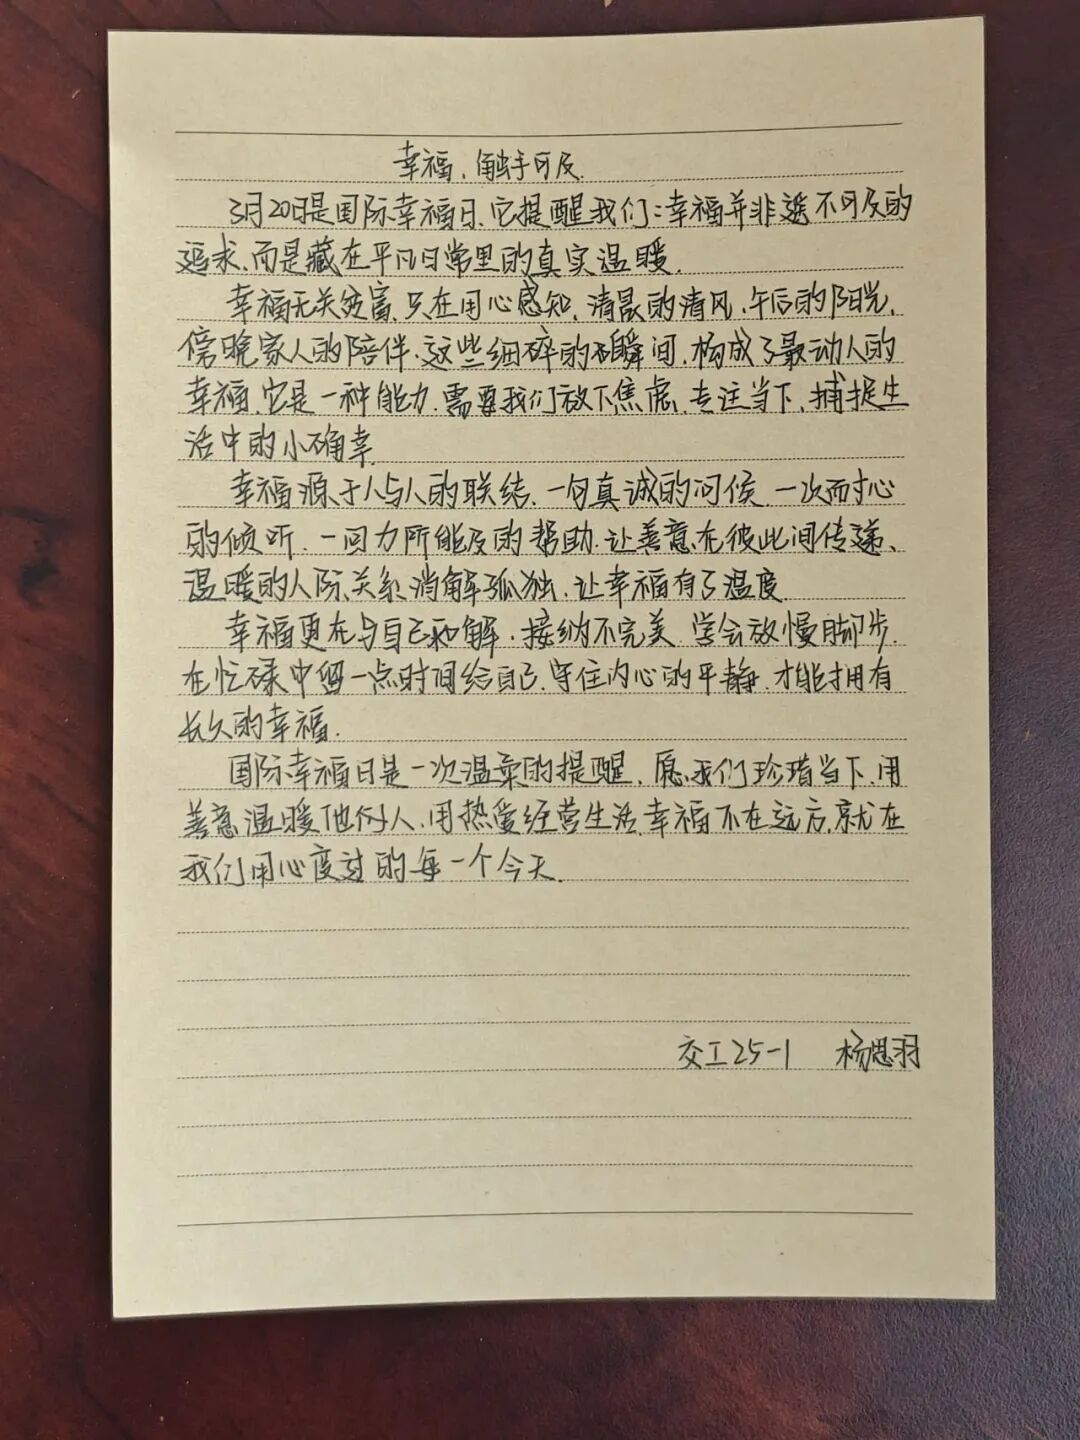 幸福,触手可及
3月20日是国际幸福日,它提醒我们:幸福并非遥不可及的
追求,而是藏在平凡日常里的真实温暖.
幸福无关贫富,只在用心感知,清晨的清风,午后的阳光,
傍晚家人的陪伴,这些细碎的瞬间,构成了最动人的
幸福,它是一种能力,需要我们放下焦虑,专注当下,捕捉生
活中的小确幸.
幸福源于人与人的联结,一句真诚的问候,一次耐心
的倾听,一回力所能及的帮助,让善意在彼此间传递、
温暖的人际关系,消解孤独,让幸福有了温度.
幸福更在与自己和解,接纳不完美,学会放慢脚步,
在忙碌中留一点时间给自己,守住内心的平静,才能拥有
长久的幸福.
国际幸福日是一次温柔的提醒,愿我们珍惜当下,用
善意温暖他人,用热爱经营生活,幸福不在远方,就在
我们用心度过的每一个今天.
交工25-1 杨思羽